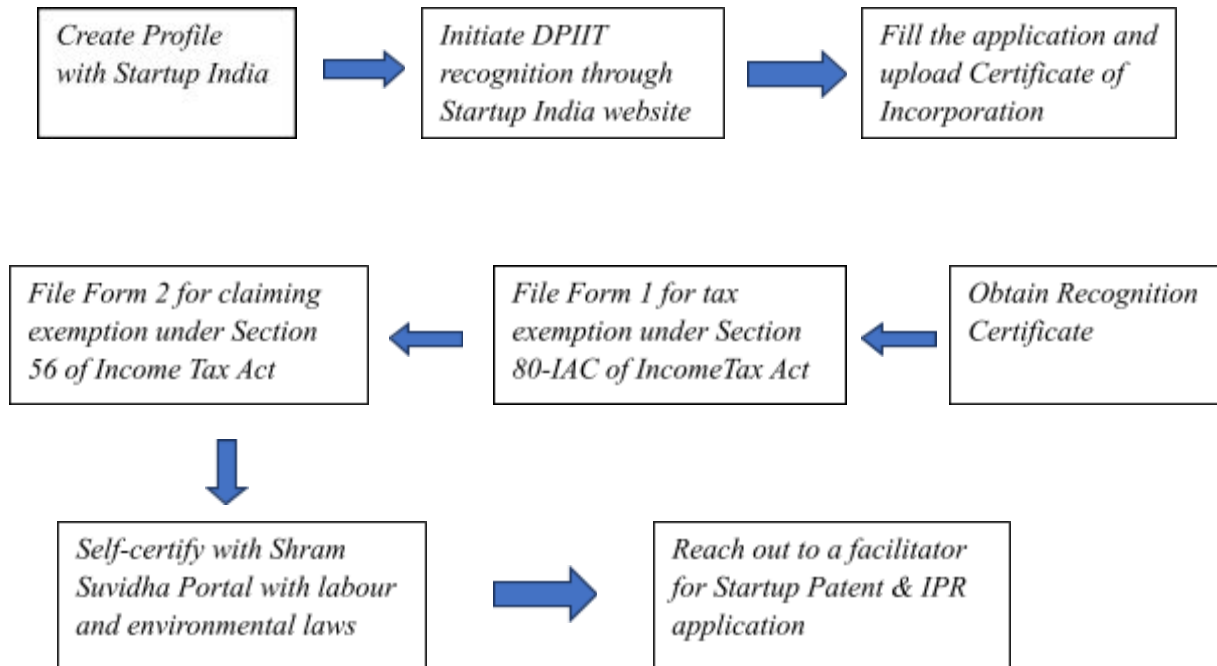 Create Profile
with Startup India
Initiate DPIIT
recognition through
Startup India website
Fill the application and
upload Certificate of
Incorporation
Obtain Recognition
Certificate
File Form 1 for tax
exemption under Section
80-IAC of IncomeTax Act
File Form 2 for claiming
exemption under Section
56 of Income Tax Act
Self-certify with Shram
Suvidha Portal with labour
and environmental laws
Reach out to a facilitator
for Startup Patent & IPR
application